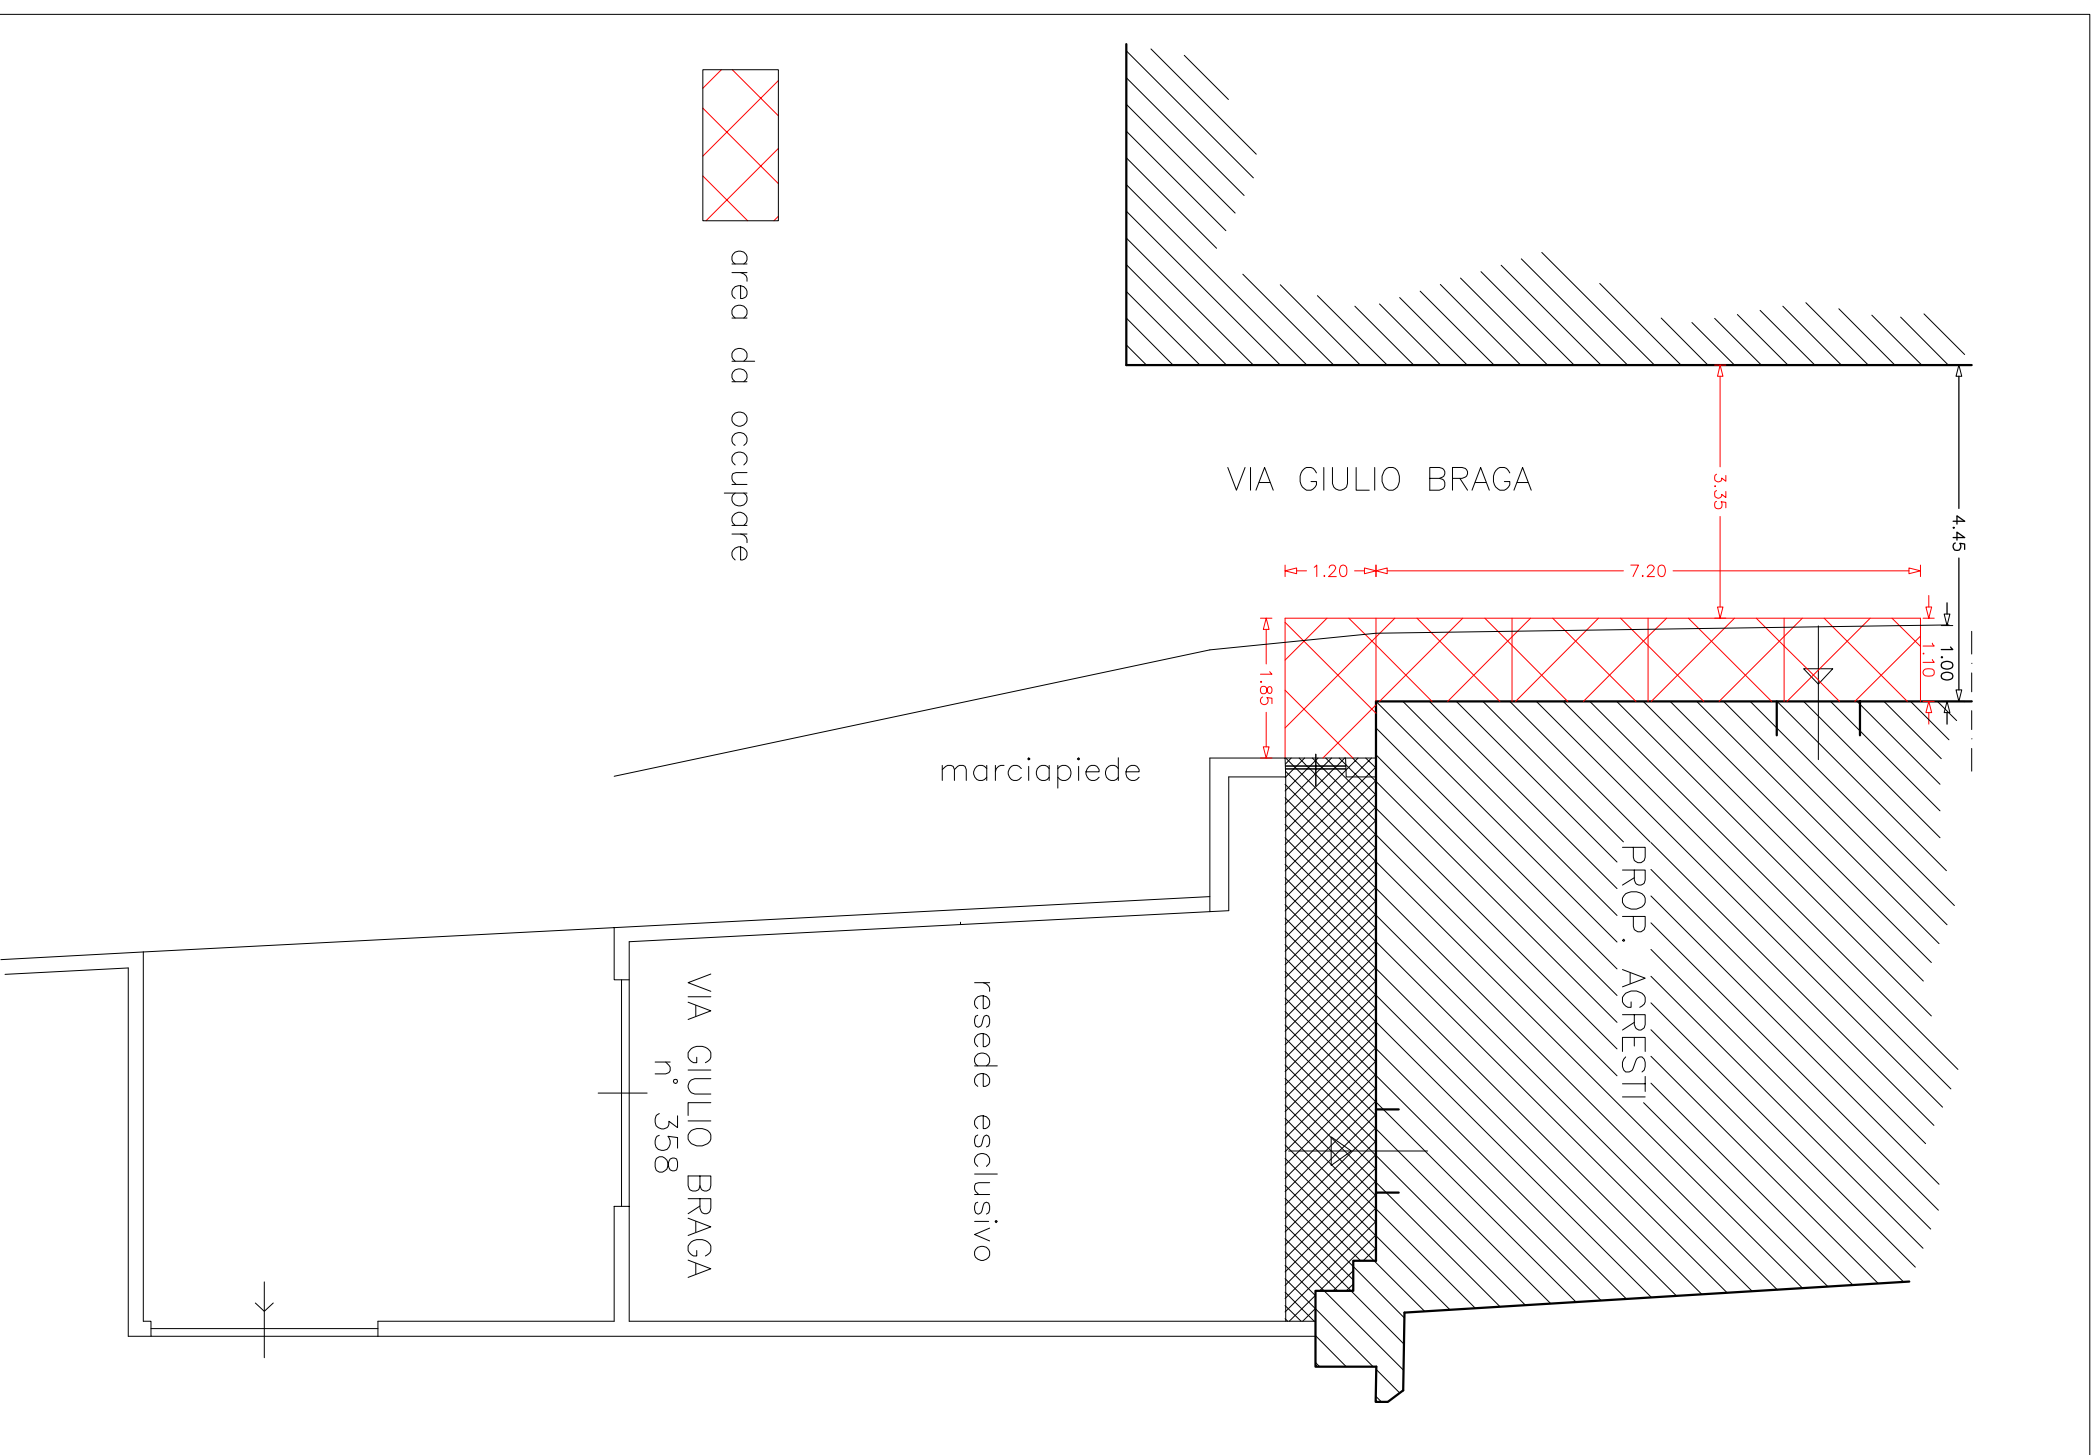 area da occupare
VIA GIULIO BRAGA
3.35
4.45
1.20
7.20
1.10
1.00
1.85
marciapiede
PROP. AGRESTI
resede esclusivo
VIA GIULIO BRAGA
n° 358